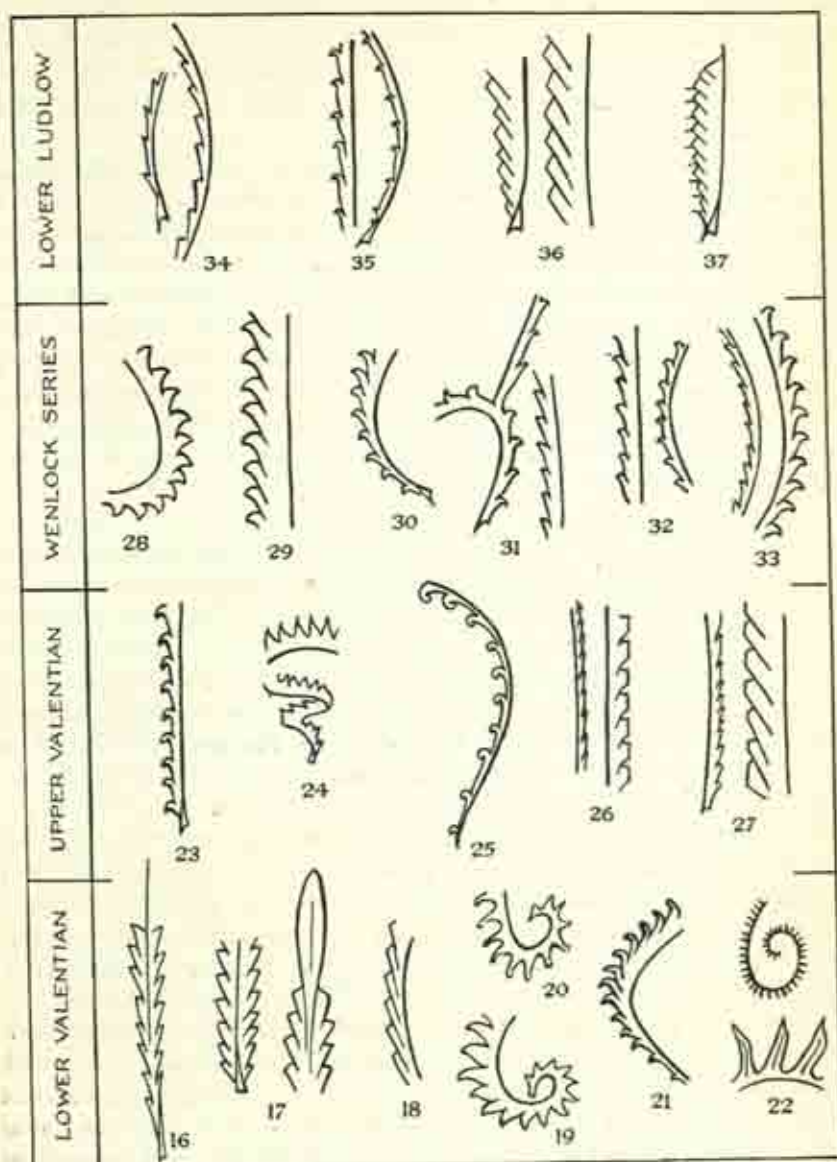 LOWER LUDLOW
34 35 36 37
WENLOCK SERIES
28 29 30 31 32 33
UPPER VALENTIAN
23 24 25 26 27
LOWER VALENTIAN
20
16 17 18 19 21 22